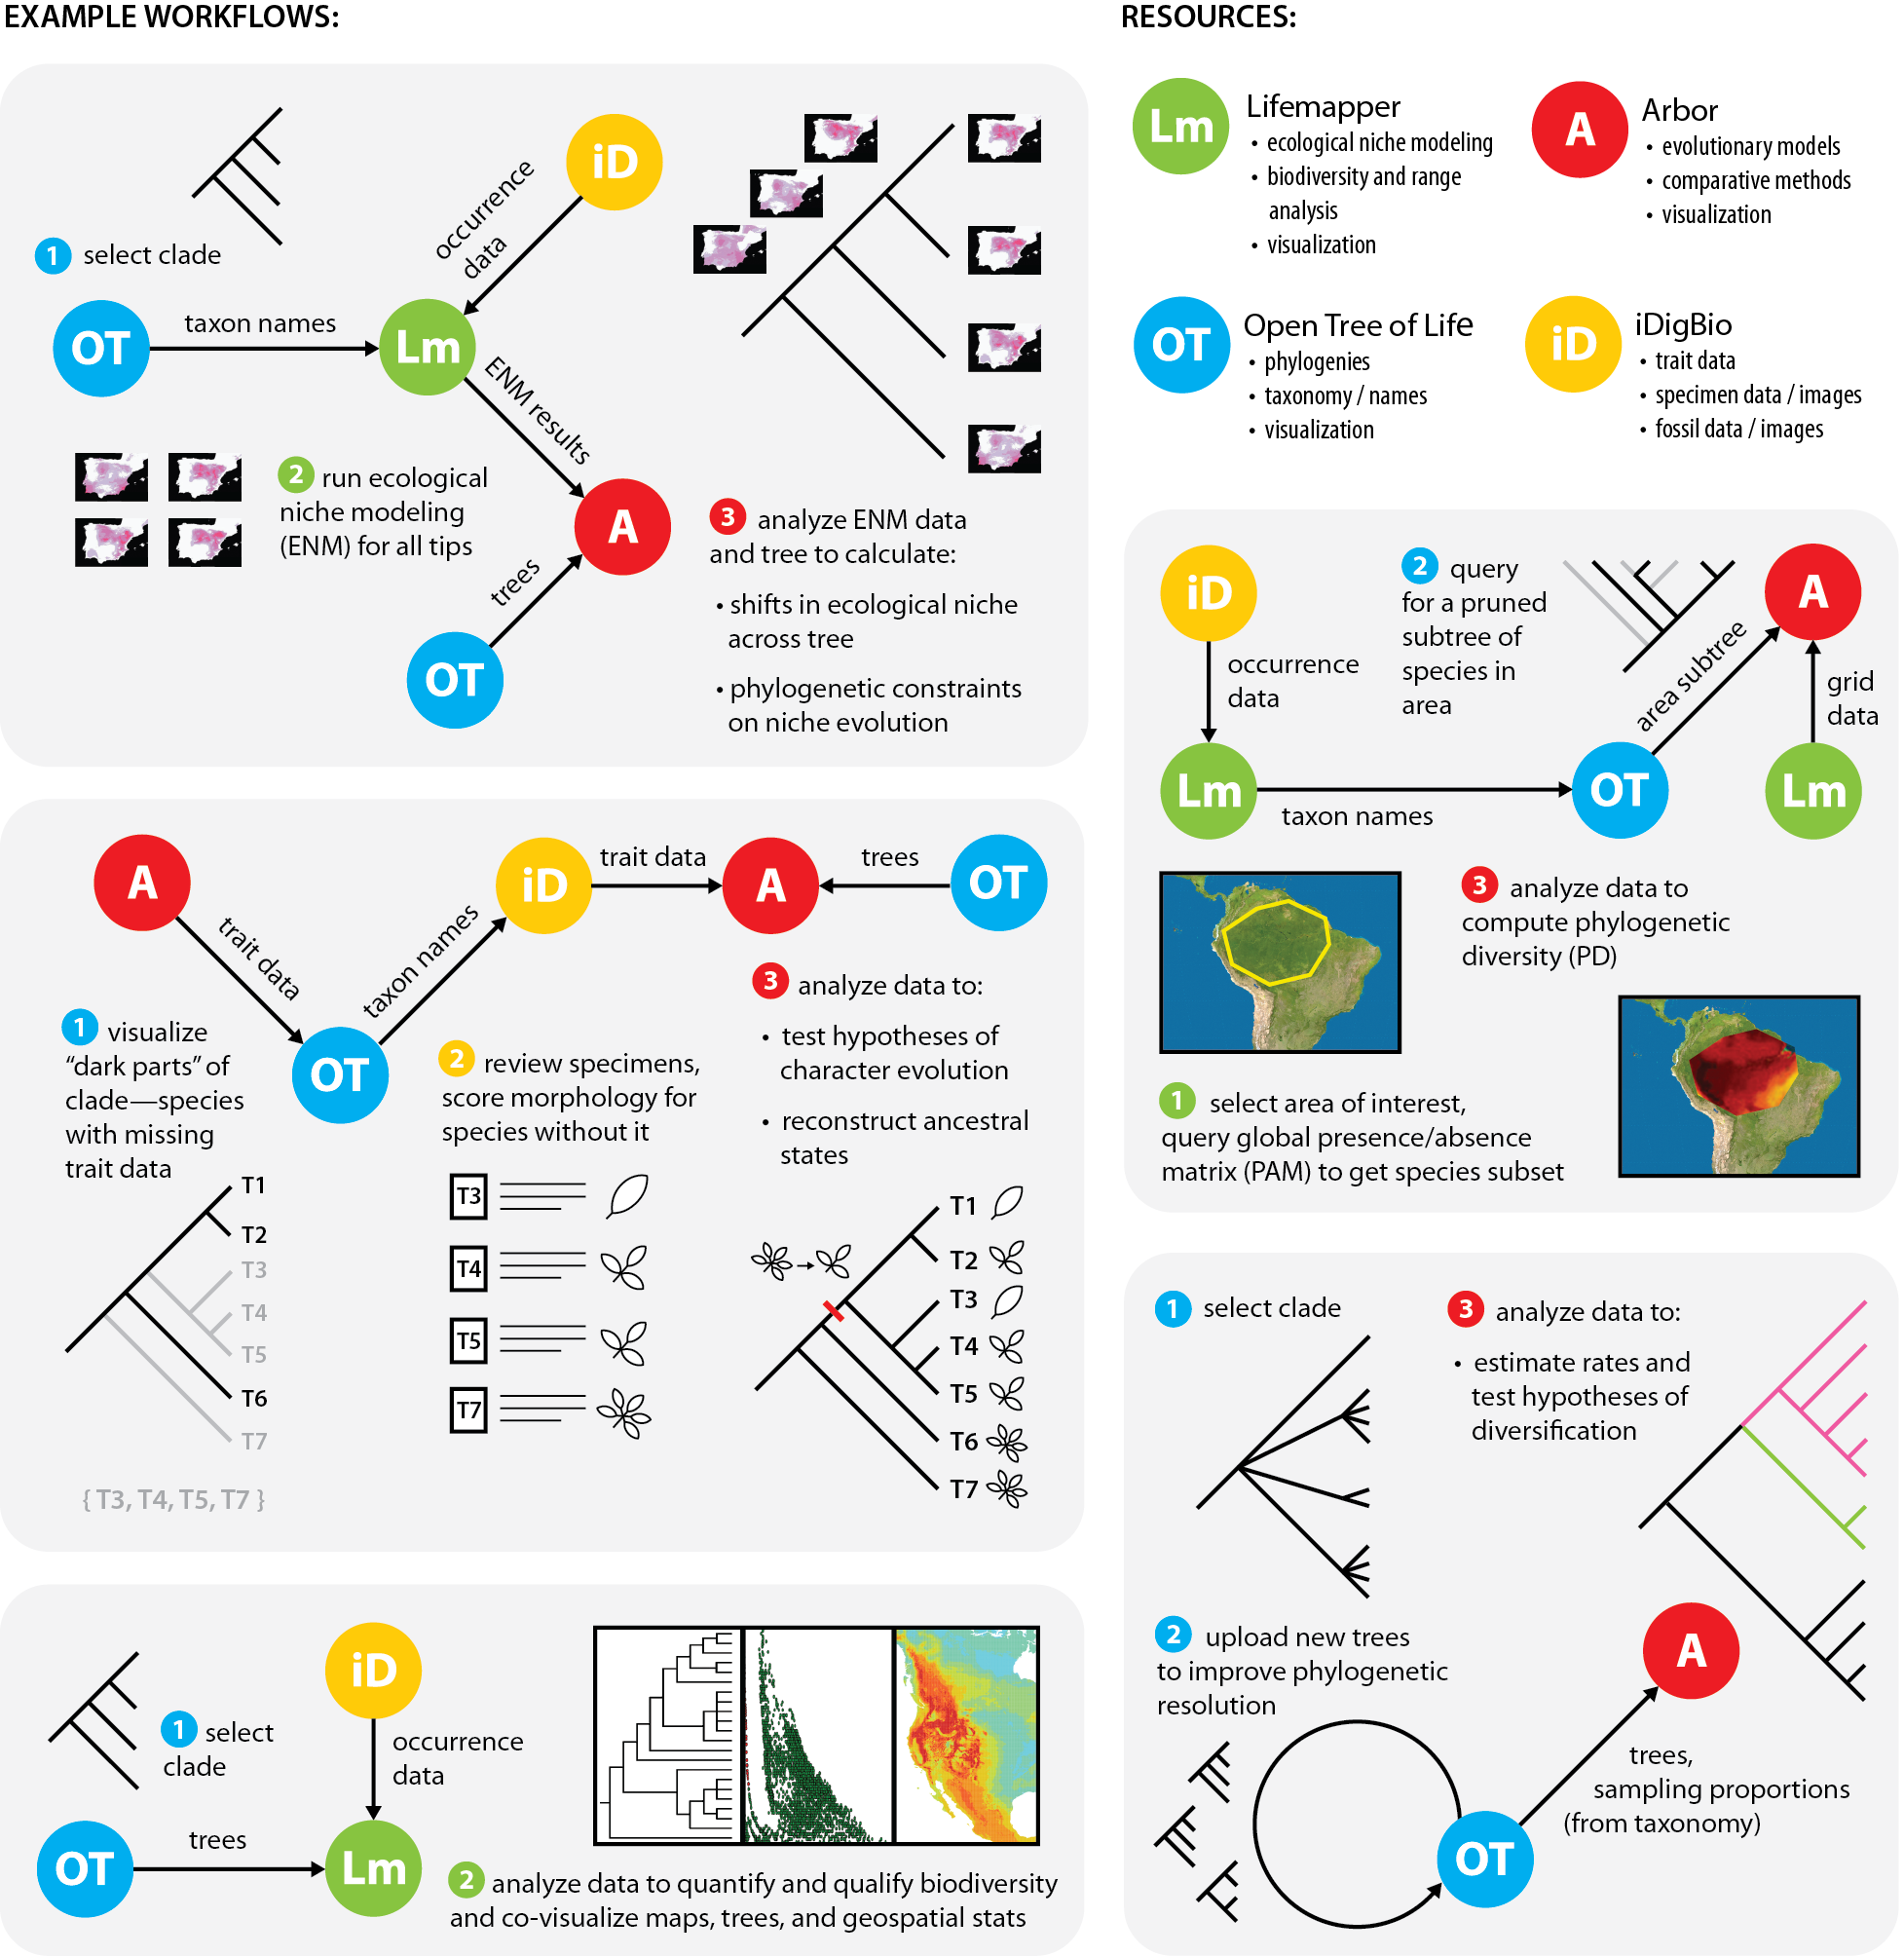 EXAMPLE WORKFLOWS:
1 select clade
iD
occurrence
data
OT
taxon names
Lm
ENM results
A
trees
OT
2 run ecological
niche modeling
(ENM) for all tips
3 analyze ENM data
and tree to calculate:
• shifts in ecological niche
across tree
• phylogenetic constraints
on niche evolution
A
trait data
OT
taxon names
iD
trait data
A
trees
OT
1 visualize
“dark parts” of
clade—species
with missing
trait data
T1
T2
T3
T4
T5
T6
T7
{ T3, T4, T5, T7 }
2 review specimens,
score morphology for
species without it
T3
T4
T5
T7
3 analyze data to:
• test hypotheses of
character evolution
• reconstruct ancestral
states
T1
T2
T3
T4
T5
T6
T7
1 select
clade
iD
occurrence
data
OT
trees
Lm
2 analyze data to quantify and qualify biodiversity
and co-visualize maps, trees, and geospatial stats
RESOURCES:
Lm
Lifemapper
• ecological niche modeling
• biodiversity and range
analysis
• visualization
A
Arbor
• evolutionary models
• comparative methods
• visualization
OT
Open Tree of Life
• phylogenies
• taxonomy / names
• visualization
iD
iDigBio
• trait data
• specimen data / images
• fossil data / images
iD
occurrence
data
Lm
taxon names
OT
area subtree
A
grid
data
Lm
2 query
for a pruned
subtree of
species in
area
3 analyze data to
compute phylogenetic
diversity (PD)
1 select area of interest,
query global presence/absence
matrix (PAM) to get species subset
1 select clade
3 analyze data to:
• estimate rates and
test hypotheses of
diversification
2 upload new trees
to improve phylogenetic
resolution
A
trees,
sampling proportions
(from taxonomy)
OT